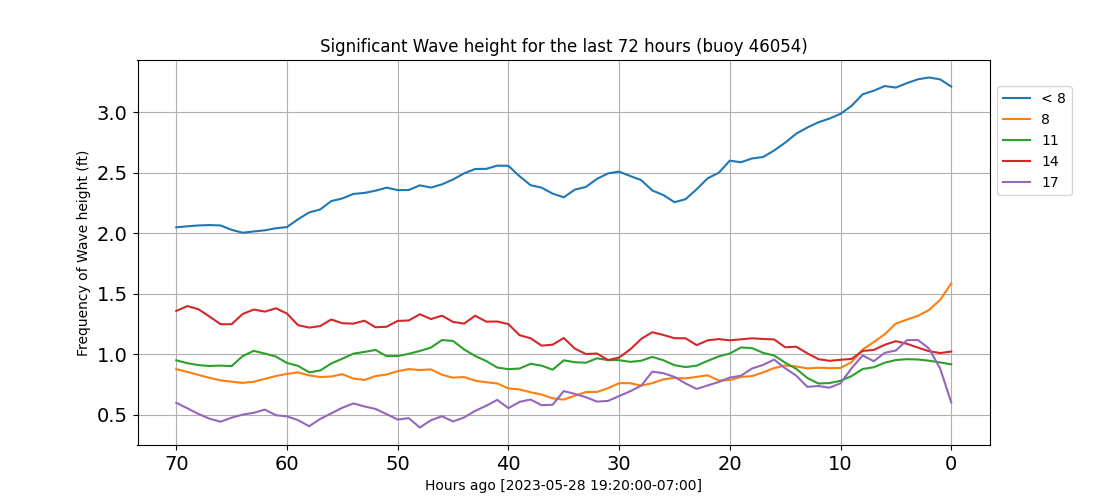 Significant Wave height for the last 72 hours (buoy 46054)
Frequency of Wave height (ft)
3.0
2.5
2.0
1.5
1.0
0.5
70 60 50 40 30 20 10 0
Hours ago [2023-05-28 19:20:00-07:00]
< 8
8
11
14
17